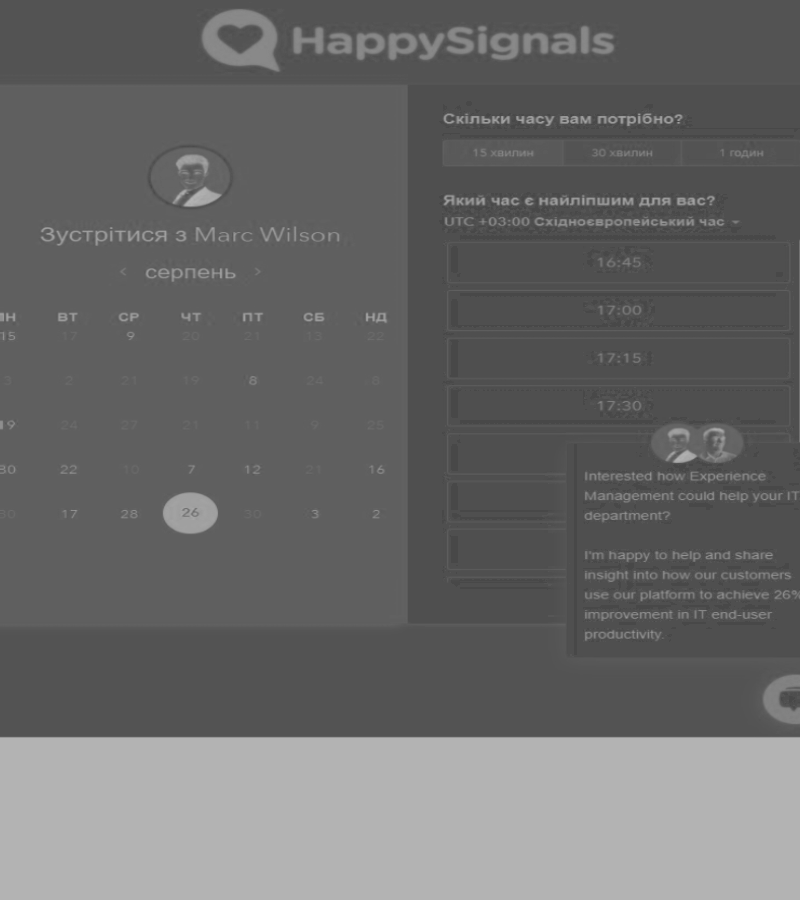 HappySignals
Зустрітися з Marc Wilson
серпень
ПН ВТ СР ЧТ ПТ СБ НД
15 17 9 20 21 13 22
3 2 21 19 8 24 8
19 24 27 21 11 9 25
30 22 10 7 12 21 16
30 17 28 26 30 3 2
Скільки часу вам потрібно?
15 хвилин 30 хвилин 1 годин
Який час є найліпшим для вас?
UTC +03:00 Східноєвропейський час
16:45
17:00
17:15
17:30
Interested how Experience
Management could help your IT
department?
I'm happy to help and share
insight into how our customers
use our platform to achieve 26%
improvement in IT end-user
productivity.